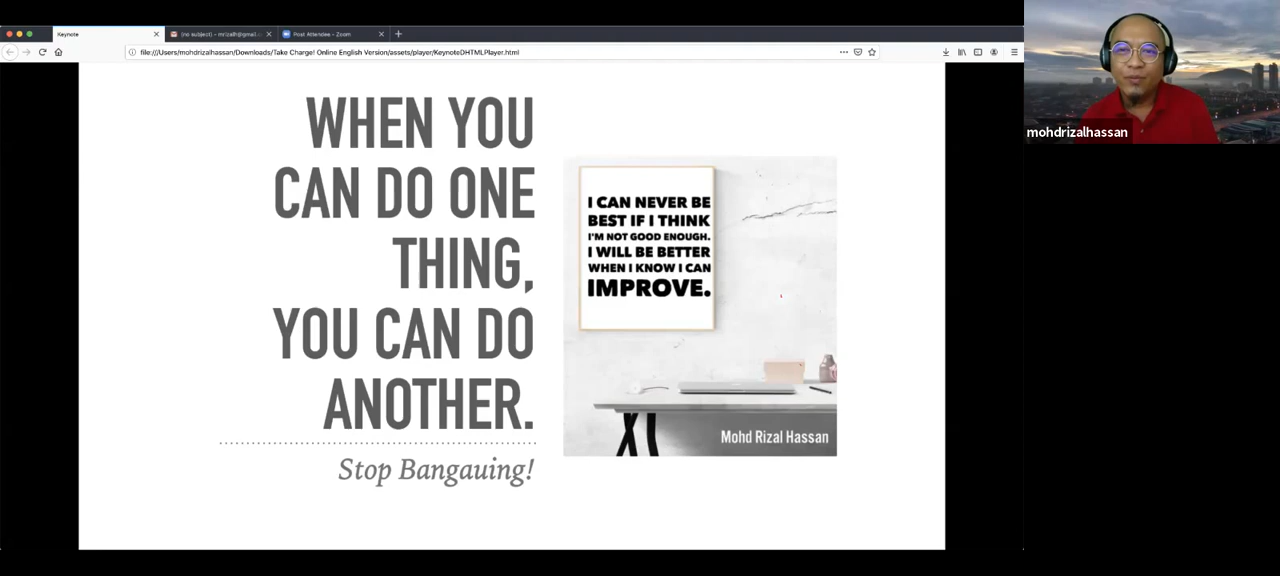 Keynote
(no subject) - mrizalh@gmail.c
Post Attendee - Zoom
file:///Users/mohdrizalhassan/Downloads/Take Charge! Online English Version/assets/player/KeynoteDHTMLPlayer.html
WHEN YOU
CAN DO ONE
THING,
YOU CAN DO
ANOTHER.
Stop Bangauing!
I CAN NEVER BE
BEST IF I THINK
I'M NOT GOOD ENOUGH.
I WILL BE BETTER
WHEN I KNOW I CAN
IMPROVE.
Mohd Rizal Hassan
mohdrizalhassan